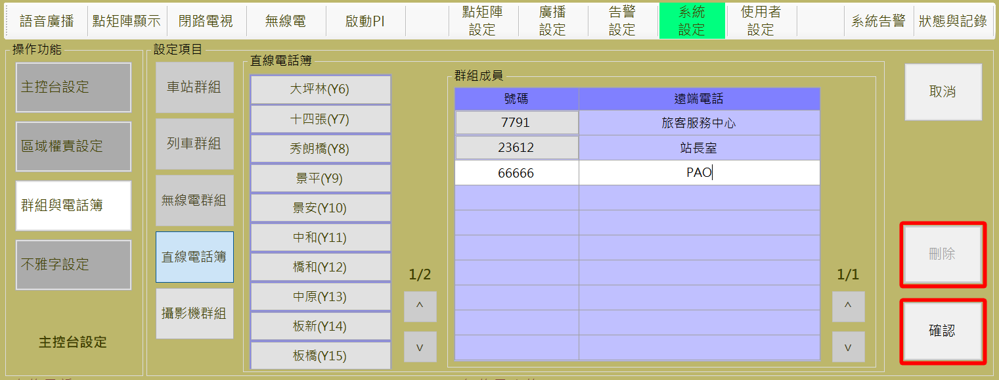 語音廣播 點矩陣顯示 閉路電視 無線電 啟動PI 點矩陣設定 廣播設定 告警設定 系統設定 使用者設定 系統告警 狀態與記錄
操作功能
主控台設定
區域權責設定
群組與電話簿
不雅字設定
主控台設定
設定項目
車站群組
列車群組
無線電群組
直線電話簿
攝影機群組
直線電話簿
大坪林(Y6)
十四張(Y7)
秀朗橋(Y8)
景平(Y9)
景安(Y10)
中和(Y11)
橋和(Y12)
中原(Y13)
板新(Y14)
板橋(Y15)
1/2
^
v
群組成員
號碼 遠端電話
7791 旅客服務中心
23612 站長室
66666 PAO
1/1
^
v
取消
刪除
確認